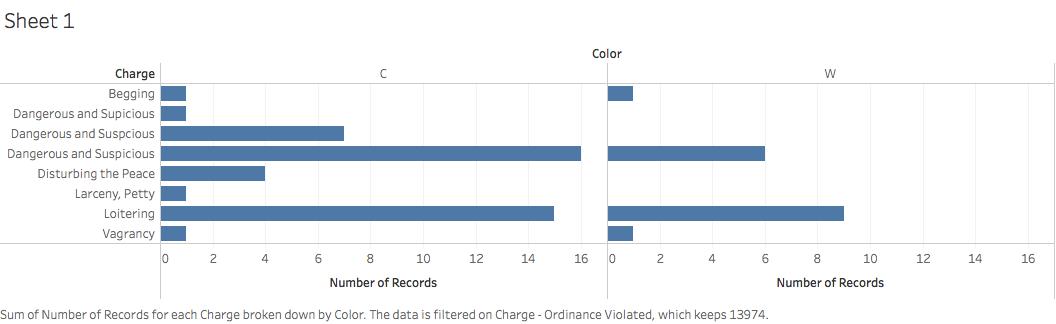 Sheet 1
Color
Charge C W
Begging
Dangerous and Supicious
Dangerous and Suspcious
Dangerous and Suspicious
Disturbing the Peace
Larceny, Petty
Loitering
Vagrancy
0 2 4 6 8 10 12 14 16 0 2 4 6 8 10 12 14 16
Number of Records Number of Records
Sum of Number of Records for each Charge broken down by Color. The data is filtered on Charge - Ordinance Violated, which keeps 13974.